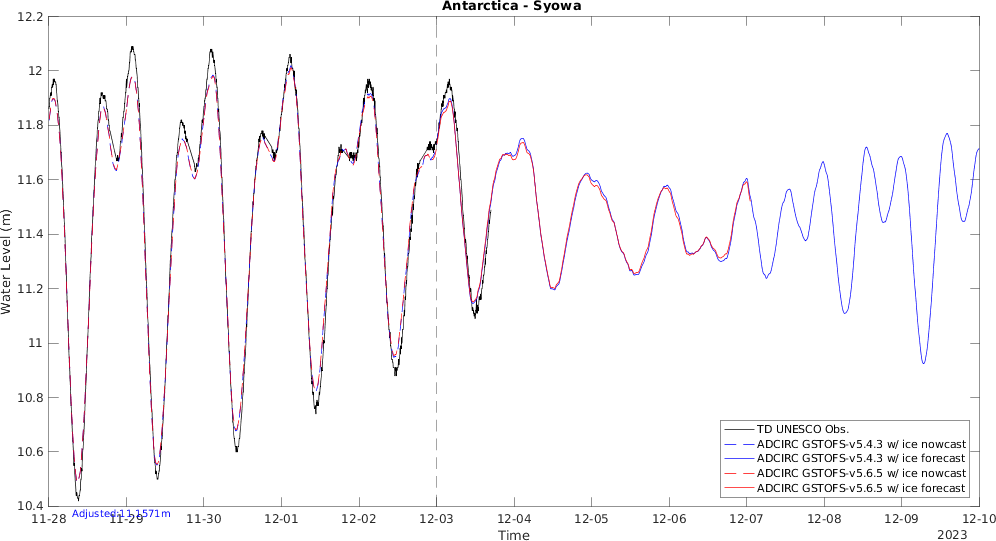 Antarctica - Syowa
Water Level (m)
12.2
12
11.8
11.6
11.4
11.2
11
10.8
10.6
10.4
11-28
11-29
11-30
12-01
12-02
12-03
12-04
12-05
12-06
12-07
12-08
12-09
12-10
Adjusted:11.1571m
Time
2023
TD UNESCO Obs.
ADCIRC GSTOFS-v5.4.3 w/ ice nowcast
ADCIRC GSTOFS-v5.4.3 w/ ice forecast
ADCIRC GSTOFS-v5.6.5 w/ ice nowcast
ADCIRC GSTOFS-v5.6.5 w/ ice forecast